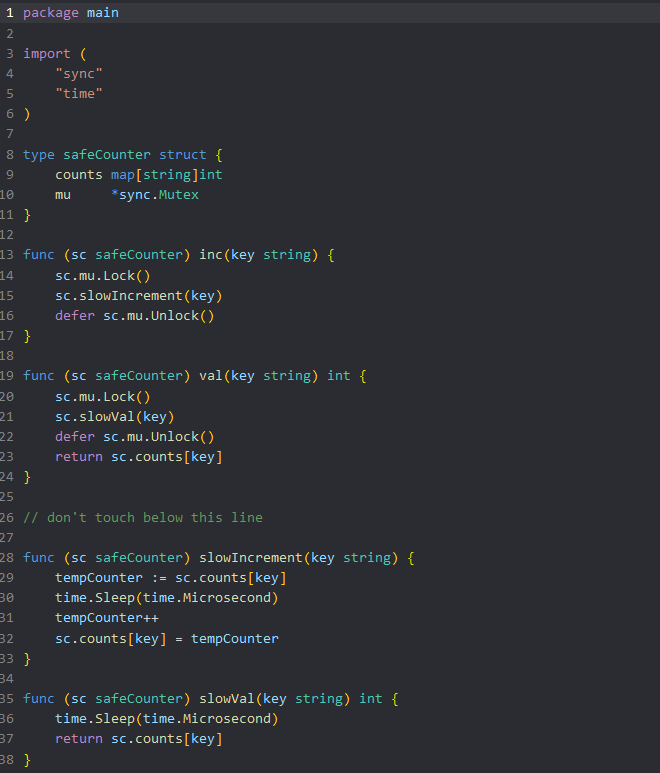 1 package main
2
3 import (
4     "sync"
5     "time"
6 )
7
8 type safeCounter struct {
9     counts map[string]int
10     mu     *sync.Mutex
11 }
12
13 func (sc safeCounter) inc(key string) {
14     sc.mu.Lock()
15     sc.slowIncrement(key)
16     defer sc.mu.Unlock()
17 }
18
19 func (sc safeCounter) val(key string) int {
20     sc.mu.Lock()
21     sc.slowVal(key)
22     defer sc.mu.Unlock()
23     return sc.counts[key]
24 }
25
26 // don't touch below this line
27
28 func (sc safeCounter) slowIncrement(key string) {
29     tempCounter := sc.counts[key]
30     time.Sleep(time.Microsecond)
31     tempCounter++
32     sc.counts[key] = tempCounter
33 }
34
35 func (sc safeCounter) slowVal(key string) int {
36     time.Sleep(time.Microsecond)
37     return sc.counts[key]
38 }